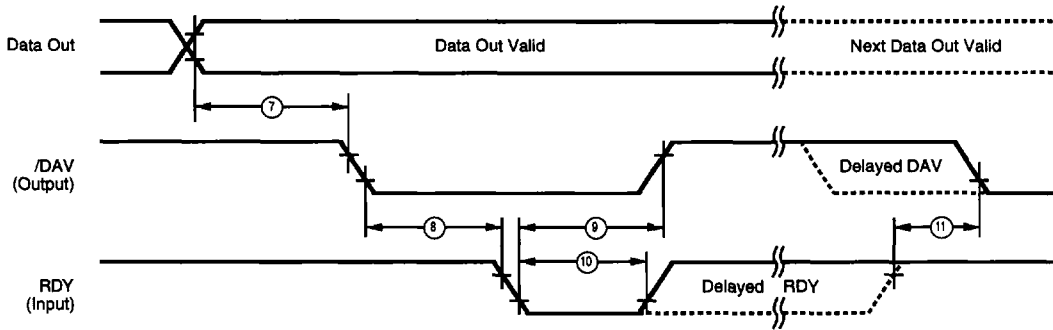 Data Out
Data Out Valid
Next Data Out Valid
7
/DAV
(Output)
Delayed DAV
8
9
11
10
RDY
(Input)
Delayed RDY